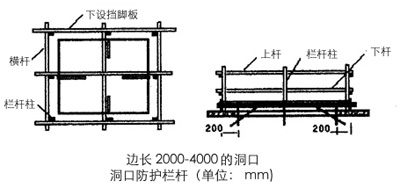 下设挡脚板
横杆
栏杆柱
上杆
栏杆柱
下杆
200
200
边长 2000-4000 的洞口
洞口防护栏杆（单位： mm)